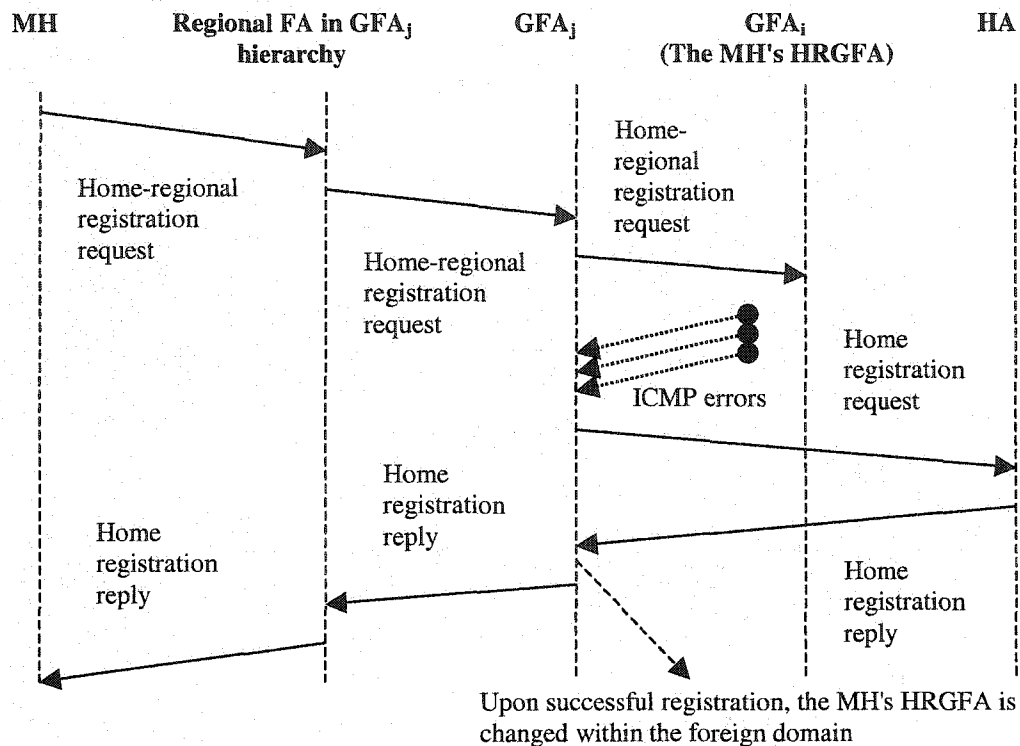 MH
Regional FA in GFAj
hierarchy
GFAj
GFAi
(The MH's HRGFA)
HA
Home-
regional
registration
request
Home-regional
registration
request
Home-regional
registration
request
ICMP errors
Home
registration
request
Home
registration
reply
Home
registration
reply
Home
registration
reply
Upon successful registration, the MH's HRGFA is
changed within the foreign domain